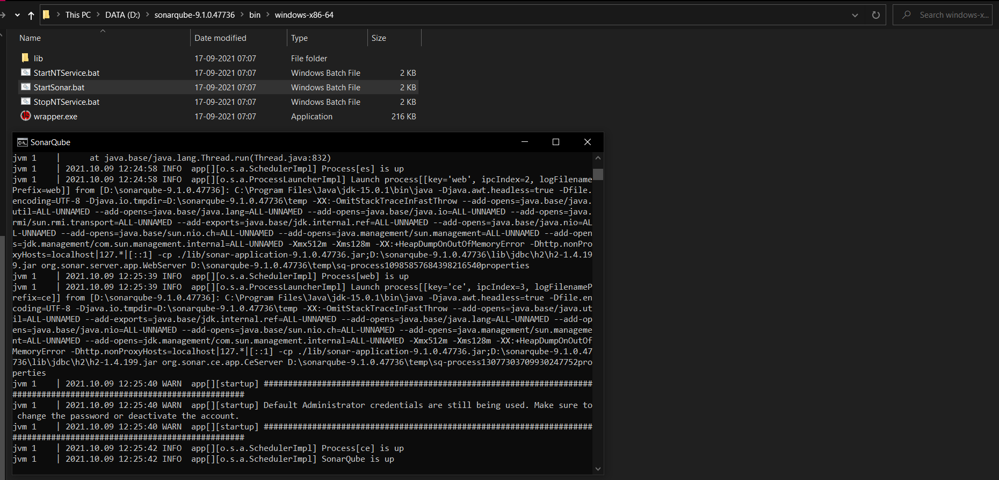 This PC > DATA (D:) > sonarqube-9.1.0.47736 > bin > windows-x86-64
Search windows-x...
Name Date modified Type Size
lib 17-09-2021 07:07 File folder
StartNTService.bat 17-09-2021 07:07 Windows Batch File 2 KB
StartSonar.bat 17-09-2021 07:07 Windows Batch File 2 KB
StopNTService.bat 17-09-2021 07:07 Windows Batch File 2 KB
wrapper.exe 17-09-2021 07:07 Application 216 KB
SonarQube
jvm 1    |      at java.base/java.lang.Thread.run(Thread.java:832)
jvm 1    | 2021.10.09 12:24:58 INFO  app[][o.s.a.SchedulerImpl] Process[es] is up
jvm 1    | 2021.10.09 12:24:58 INFO  app[][o.s.a.ProcessLauncherImpl] Launch process[[key='web', ipcIndex=2, logFilename
Prefix=web]] from [D:\sonarqube-9.1.0.47736]: C:\Program Files\Java\jdk-15.0.1\bin\java -Djava.awt.headless=true -Dfile.
encoding=UTF-8 -Djava.io.tmpdir=D:\sonarqube-9.1.0.47736\temp -XX:-OmitStackTraceInFastThrow --add-opens=java.base/java.
util=ALL-UNNAMED --add-opens=java.base/java.lang=ALL-UNNAMED --add-opens=java.base/java.io=ALL-UNNAMED --add-opens=java.
rmi/sun.rmi.transport=ALL-UNNAMED --add-exports=java.base/jdk.internal.ref=ALL-UNNAMED --add-opens=java.base/java.nio=AL
L-UNNAMED --add-opens=java.base/sun.nio.ch=ALL-UNNAMED --add-opens=java.management/sun.management=ALL-UNNAMED --add-open
s=jdk.management/com.sun.management.internal=ALL-UNNAMED -Xmx512m -Xms128m -XX:+HeapDumpOnOutOfMemoryError -Dhttp.nonPro
xyHosts=localhost|127.*|[::1] -cp ./lib/sonar-application-9.1.0.47736.jar;D:\sonarqube-9.1.0.47736\lib\jdbc\h2\h2-1.4.19
9.jar org.sonar.server.app.WebServer D:\sonarqube-9.1.0.47736\temp\sq-process10985857684398216540properties
jvm 1    | 2021.10.09 12:25:39 INFO  app[][o.s.a.SchedulerImpl] Process[web] is up
jvm 1    | 2021.10.09 12:25:39 INFO  app[][o.s.a.ProcessLauncherImpl] Launch process[[key='ce', ipcIndex=3, logFilenameP
refix=ce]] from [D:\sonarqube-9.1.0.47736]: C:\Program Files\Java\jdk-15.0.1\bin\java -Djava.awt.headless=true -Dfile.en
coding=UTF-8 -Djava.io.tmpdir=D:\sonarqube-9.1.0.47736\temp -XX:-OmitStackTraceInFastThrow --add-opens=java.base/java.ut
il=ALL-UNNAMED --add-exports=java.base/jdk.internal.ref=ALL-UNNAMED --add-opens=java.base/java.lang=ALL-UNNAMED --add-op
ens=java.base/java.nio=ALL-UNNAMED --add-opens=java.base/sun.nio.ch=ALL-UNNAMED --add-opens=java.management/sun.manageme
nt=ALL-UNNAMED --add-opens=jdk.management/com.sun.management.internal=ALL-UNNAMED -Xmx512m -Xms128m -XX:+HeapDumpOnOutOf
MemoryError -Dhttp.nonProxyHosts=localhost|127.*|[::1] -cp ./lib/sonar-application-9.1.0.47736.jar;D:\sonarqube-9.1.0.47
736\lib\jdbc\h2\h2-1.4.199.jar org.sonar.ce.app.CeServer D:\sonarqube-9.1.0.47736\temp\sq-process13077303709930247752pro
perties
jvm 1    | 2021.10.09 12:25:40 WARN  app[][startup] ####################################################################
################################################
jvm 1    | 2021.10.09 12:25:40 WARN  app[][startup] Default Administrator credentials are still being used. Make sure to
 change the password or deactivate the account.
jvm 1    | 2021.10.09 12:25:40 WARN  app[][startup] ####################################################################
################################################
jvm 1    | 2021.10.09 12:25:42 INFO  app[][o.s.a.SchedulerImpl] Process[ce] is up
jvm 1    | 2021.10.09 12:25:42 INFO  app[][o.s.a.SchedulerImpl] SonarQube is up